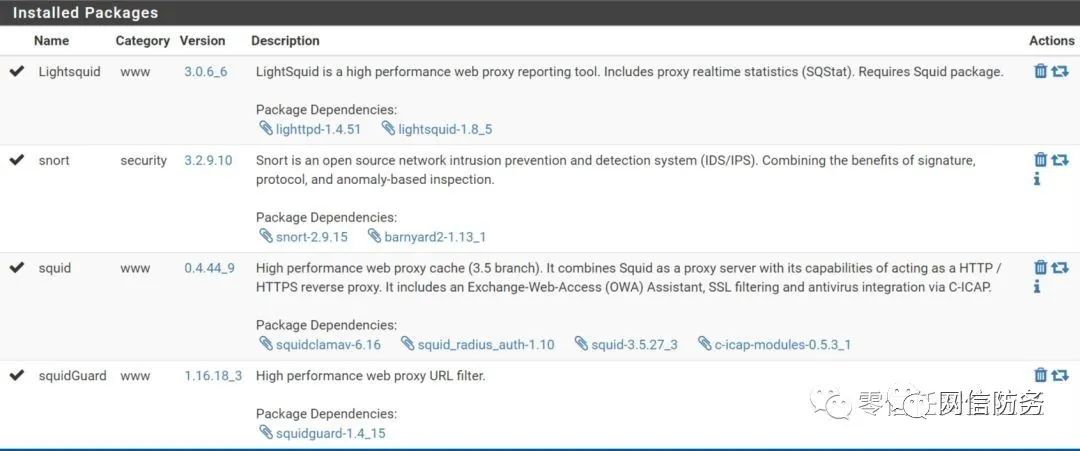 Installed Packages
Name Category Version Description Actions
Lightsquid www 3.0.6_6 LightSquid is a high performance web proxy reporting tool. Includes proxy realtime statistics (SQStat). Requires Squid package.
Package Dependencies:
lighttpd-1.4.51 lightsquid-1.8_5
snort security 3.2.9.10 Snort is an open source network intrusion prevention and detection system (IDS/IPS). Combining the benefits of signature,
protocol, and anomaly-based inspection.
Package Dependencies:
snort-2.9.15 barnyard2-1.13_1
squid www 0.4.44_9 High performance web proxy cache (3.5 branch). It combines Squid as a proxy server with its capabilities of acting as a HTTP /
HTTPS reverse proxy. It includes an Exchange-Web-Access (OWA) Assistant, SSL filtering and antivirus integration via C-ICAP.
Package Dependencies:
squidclamav-6.16 squid_radius_auth-1.10 squid-3.5.27_3 c-icap-modules-0.5.3_1
squidGuard www 1.16.18_3 High performance web proxy URL filter.
Package Dependencies:
squidguard-1.4_15
网信防务